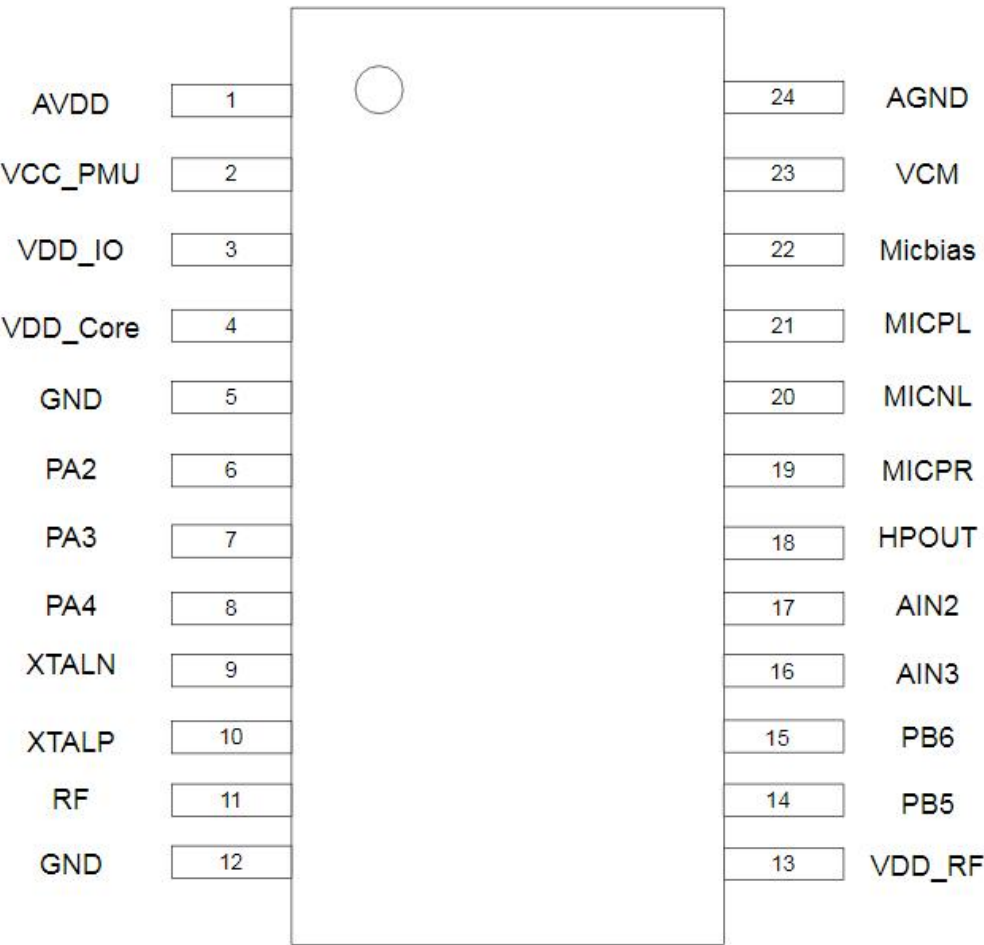 AVDD 1 24 AGND
VCC_PMU 2 23 VCM
VDD_IO 3 22 Micbias
VDD_Core 4 21 MICPL
GND 5 20 MICNL
PA2 6 19 MICPR
PA3 7 18 HPOUT
PA4 8 17 AIN2
XTALN 9 16 AIN3
XTALP 10 15 PB6
RF 11 14 PB5
GND 12 13 VDD_RF